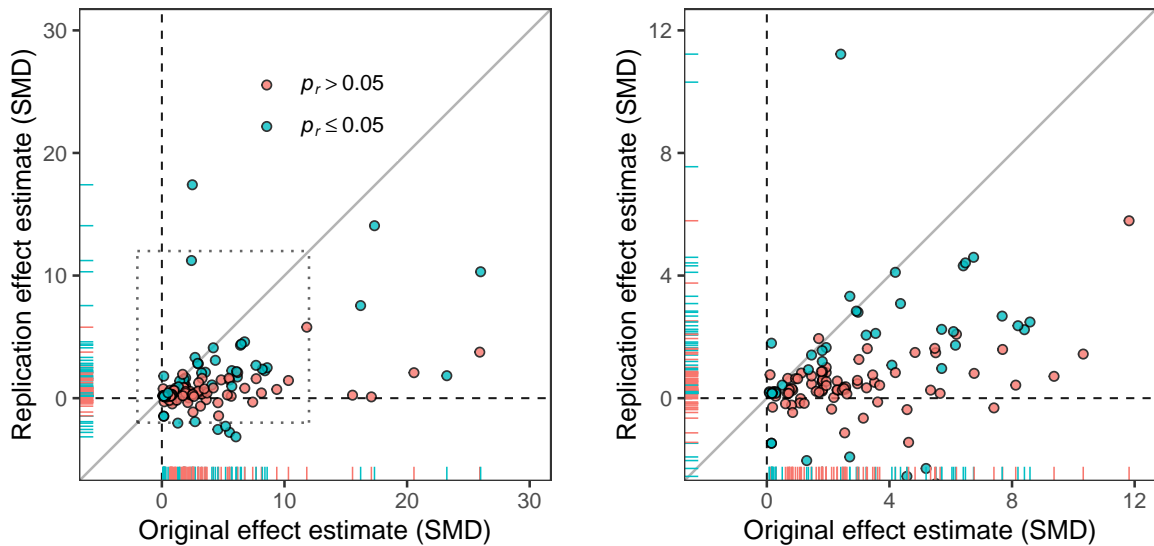 30
20
10
0
Replication effect estimate (SMD)
p_r > 0.05
p_r ≤ 0.05
0
10
20
30
Original effect estimate (SMD)
12
8
4
0
Replication effect estimate (SMD)
0
4
8
12
Original effect estimate (SMD)